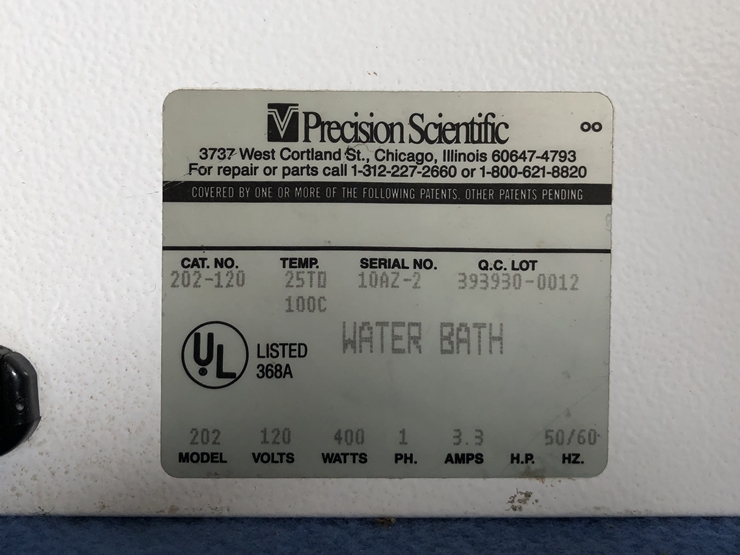 Precision Scientific
3737 West Cortland St., Chicago, Illinois 60647-4793
For repair or parts call 1-312-227-2660 or 1-800-621-8820
COVERED BY ONE OR MORE OF THE FOLLOWING PATENTS. OTHER PATENTS PENDING
CAT. NO. TEMP. SERIAL NO. Q.C. LOT
202-120 25TO 10AZ-2 393930-0012
100C
WATER BATH
UL LISTED
368A
202 120 400 1 3.3 50/60
MODEL VOLTS WATTS PH. AMPS H.P. HZ.